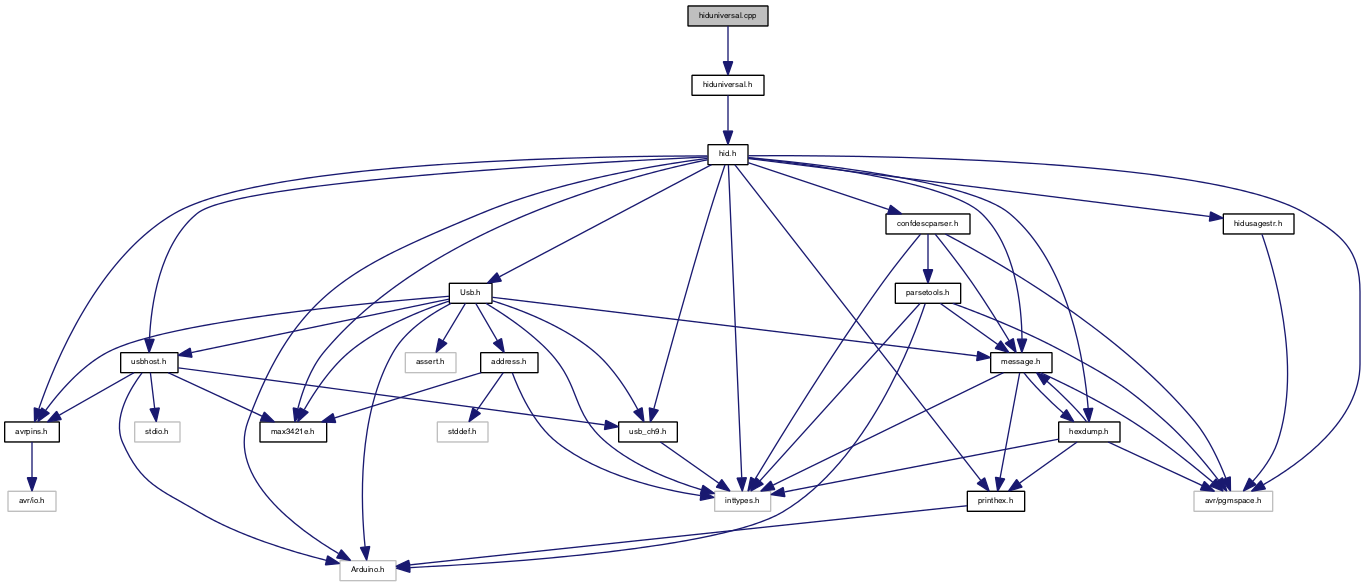 hiduniversal.cpp
hiduniversal.h
hid.h
confdescparser.h
hidusagestr.h
Usb.h
parsetools.h
usbhost.h
assert.h
address.h
message.h
avrpins.h
stdio.h
max3421e.h
stddef.h
usb_ch9.h
hexdump.h
avr/io.h
inttypes.h
printhex.h
avr/pgmspace.h
Arduino.h